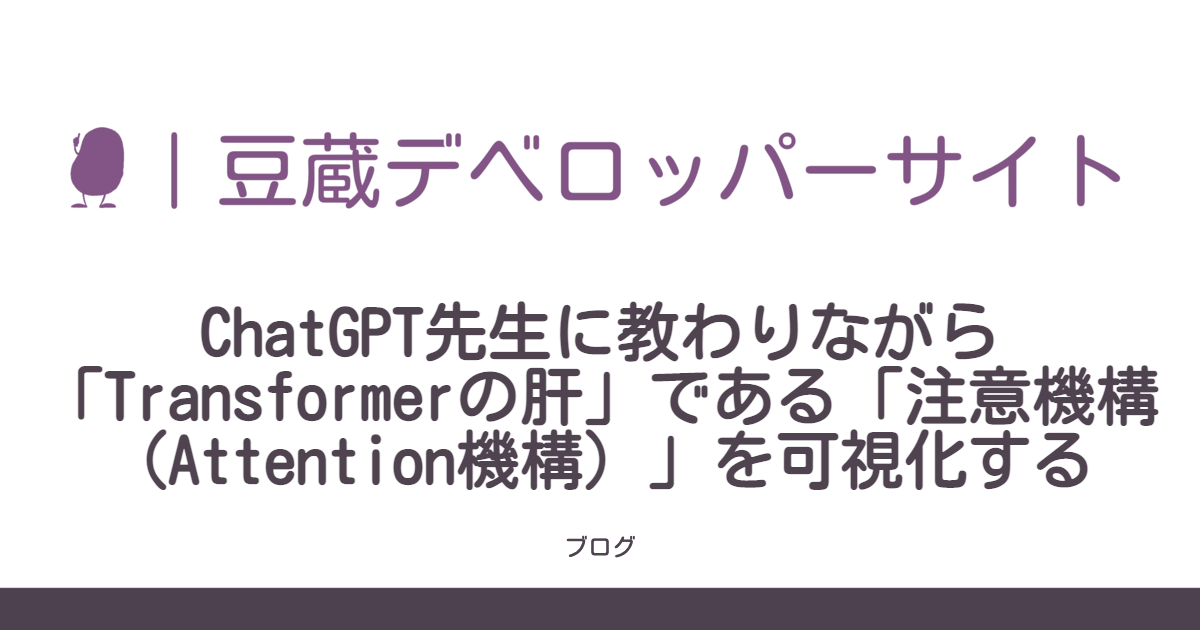 | 豆蔵デベロッパーサイト
ChatGPT先生に教わりながら
「Transformerの肝」である「注意機構
（Attention機構）」を可視化する
ブログ